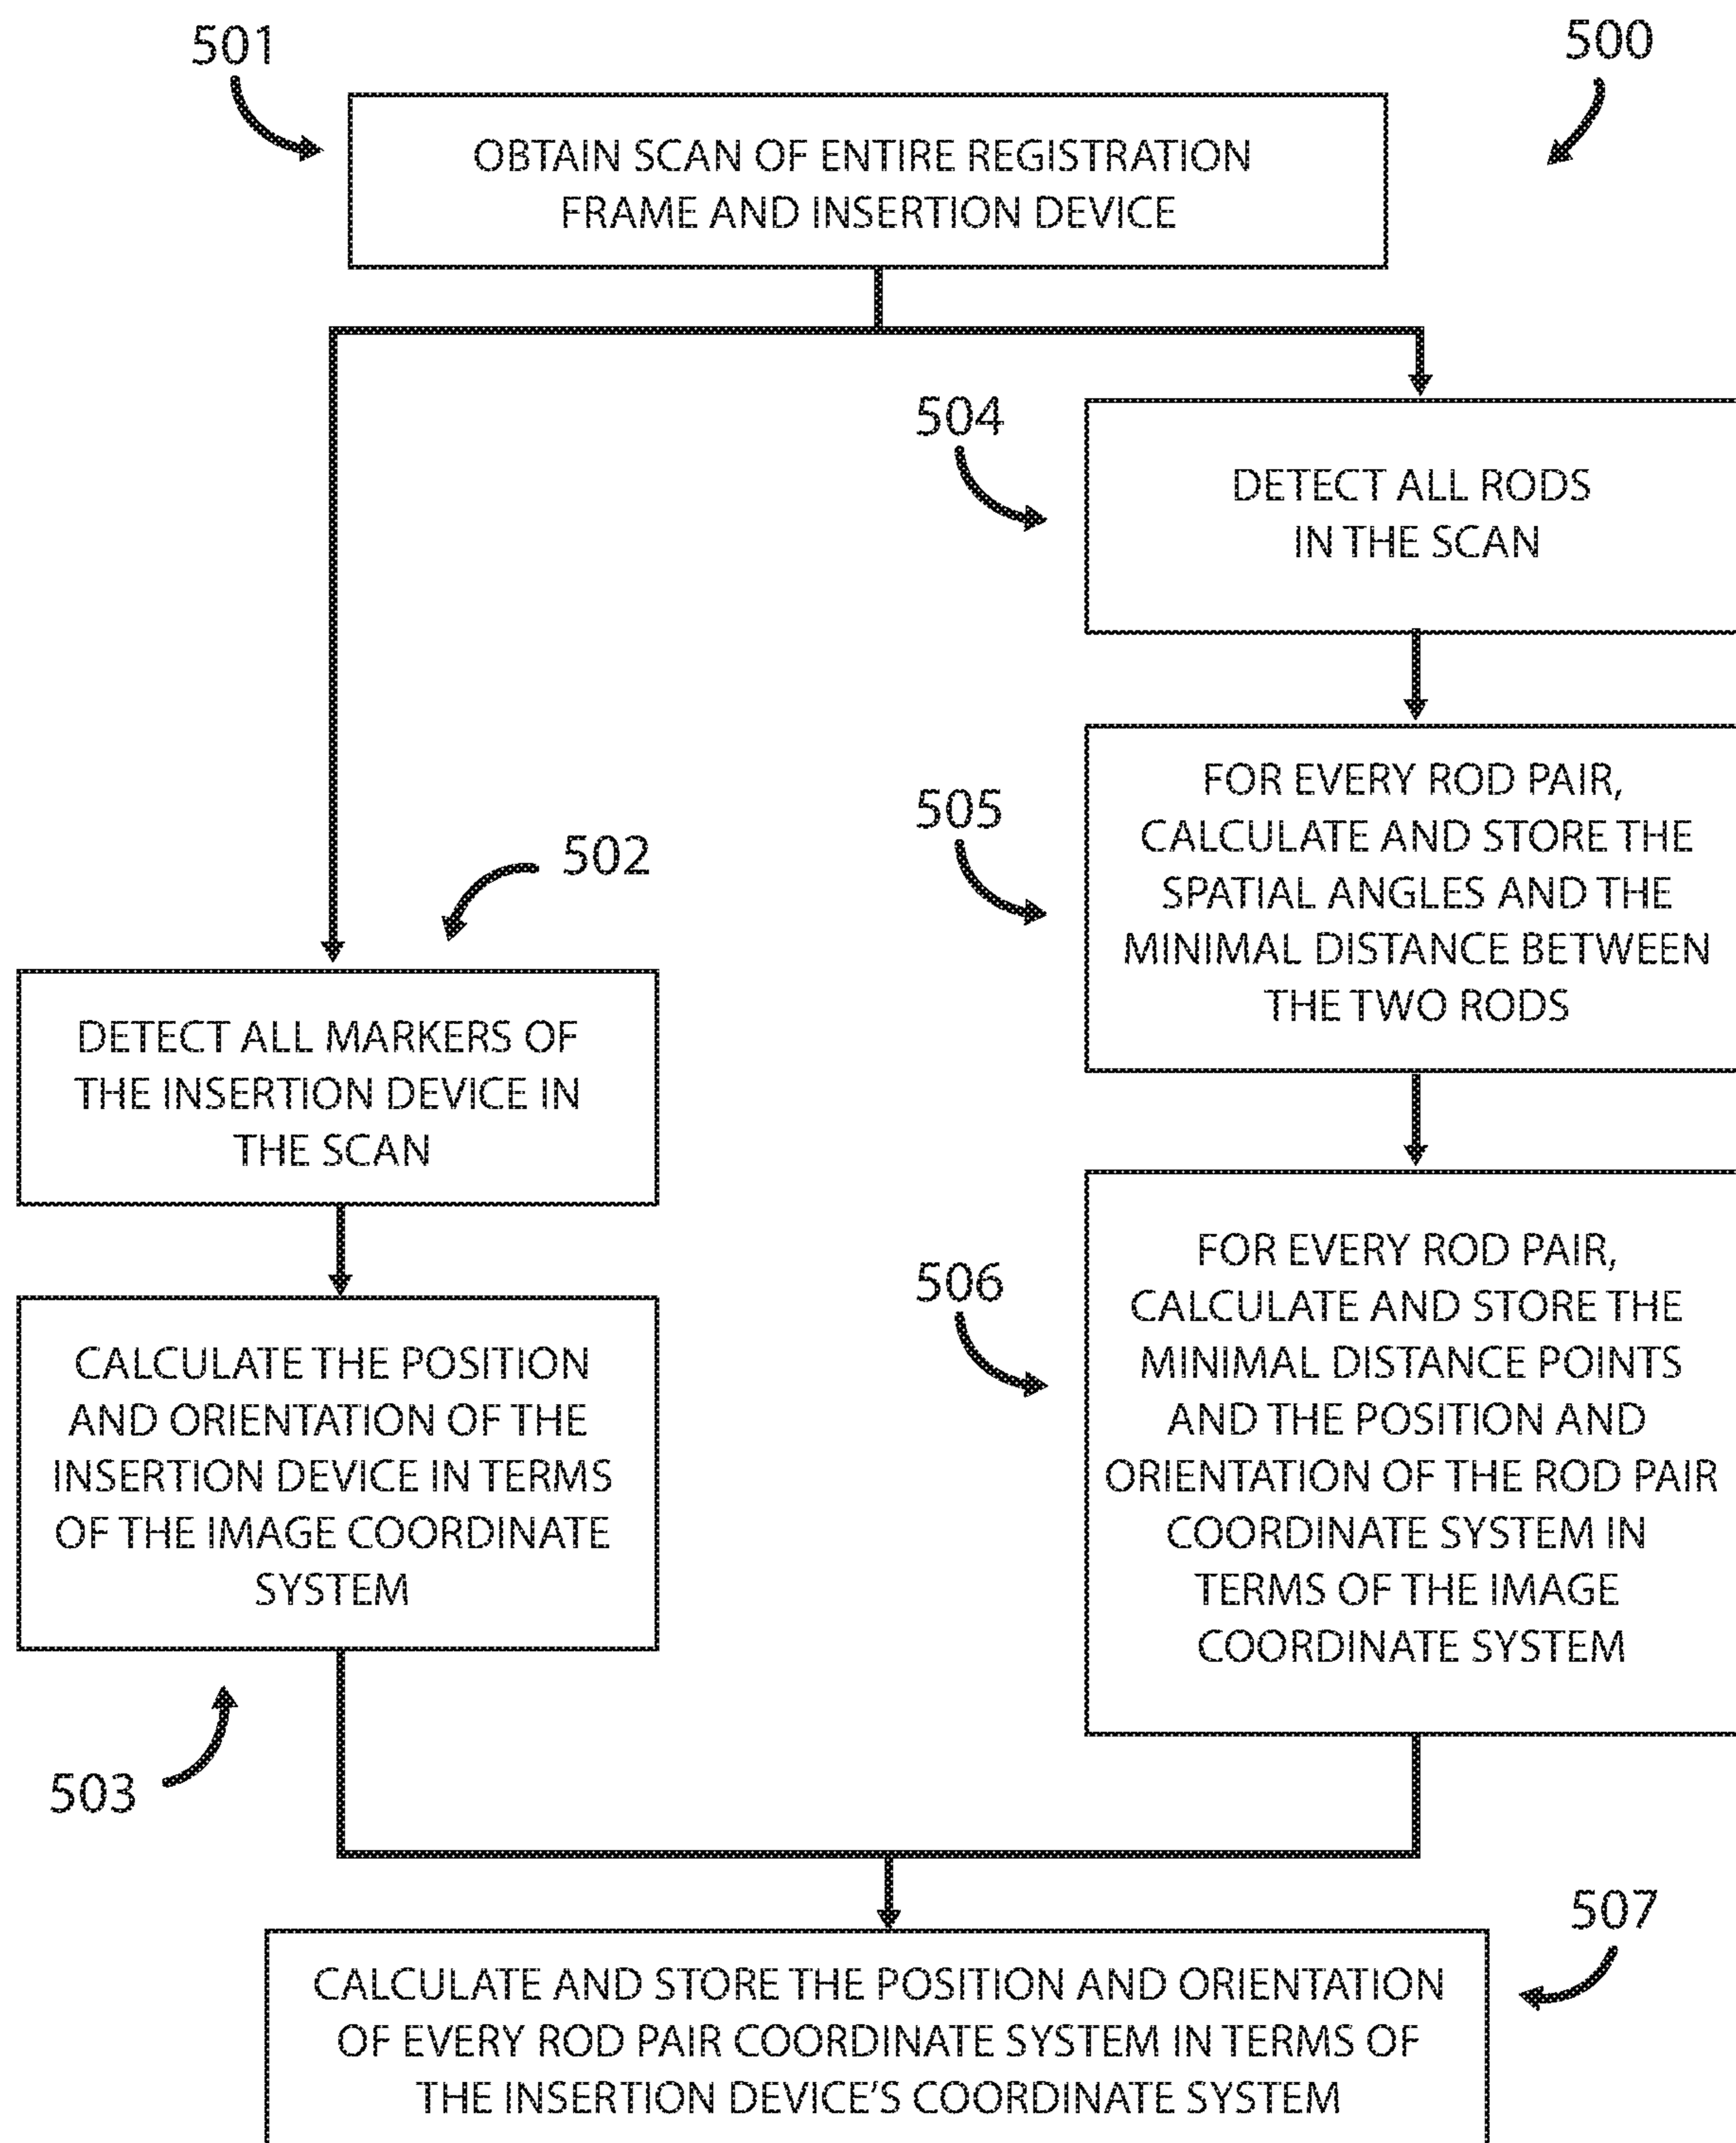 501
500
OBTAIN SCAN OF ENTIRE REGISTRATION
FRAME AND INSERTION DEVICE
504
DETECT ALL RODS
IN THE SCAN
505
FOR EVERY ROD PAIR,
CALCULATE AND STORE THE
SPATIAL ANGLES AND THE
MINIMAL DISTANCE BETWEEN
THE TWO RODS
502
DETECT ALL MARKERS OF
THE INSERTION DEVICE IN
THE SCAN
506
FOR EVERY ROD PAIR,
CALCULATE AND STORE THE
MINIMAL DISTANCE POINTS
AND THE POSITION AND
ORIENTATION OF THE ROD PAIR
COORDINATE SYSTEM IN
TERMS OF THE IMAGE
COORDINATE SYSTEM
CALCULATE THE POSITION
AND ORIENTATION OF THE
INSERTION DEVICE IN TERMS
OF THE IMAGE COORDINATE
SYSTEM
503
507
CALCULATE AND STORE THE POSITION AND ORIENTATION
OF EVERY ROD PAIR COORDINATE SYSTEM IN TERMS OF
THE INSERTION DEVICE'S COORDINATE SYSTEM